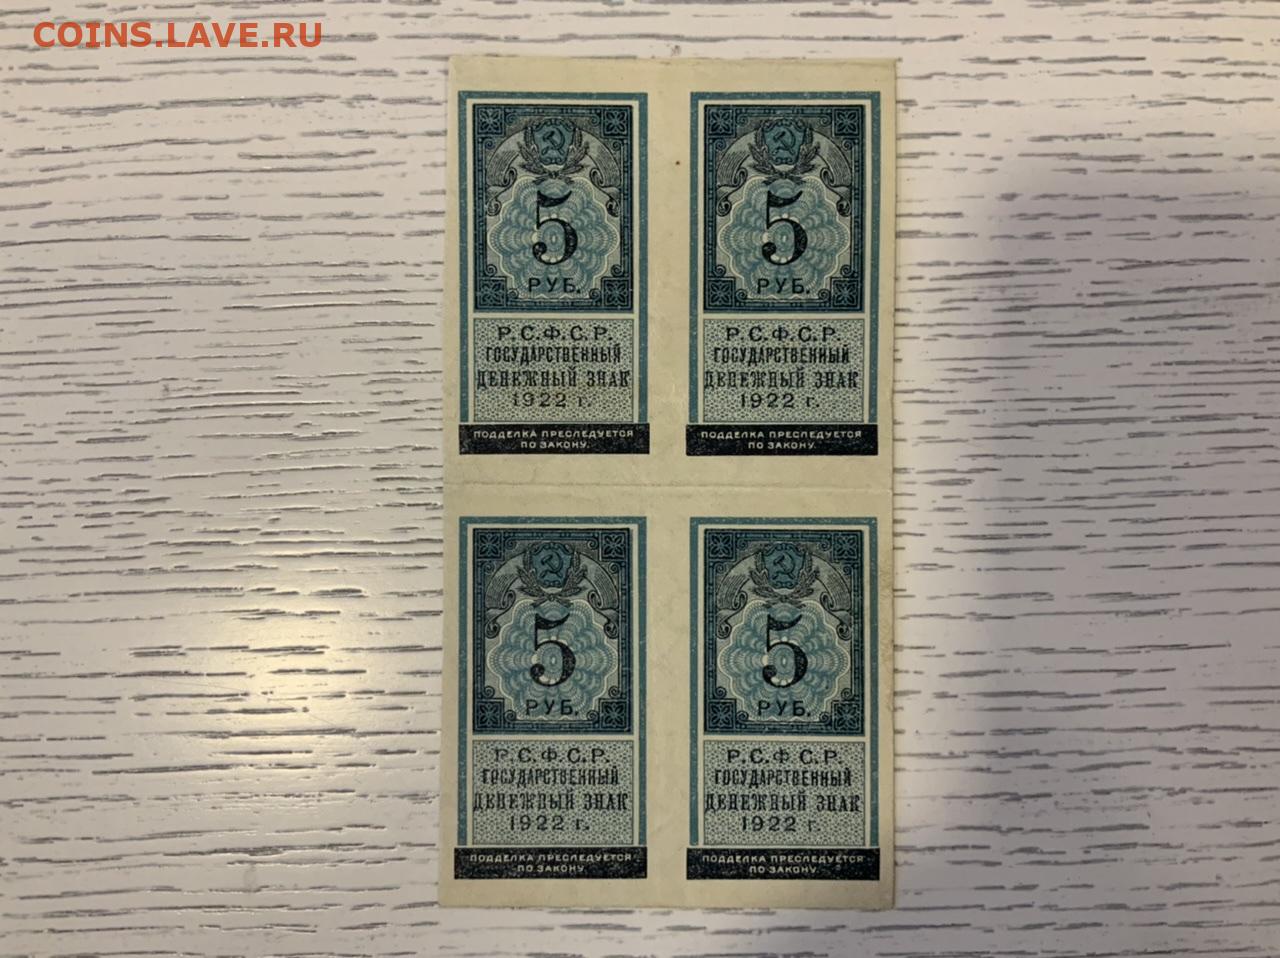 COINS.LAVE.RU
5
РУБ.
Р.С.Ф.С.Р.
ГОСУДАРСТВЕННЫЙ
ДЕНЕЖНЫЙ ЗНАК
1922 г.
ПОДДЕЛКА ПРЕСЛЕДУЕТСЯ
ПО ЗАКОНУ.
5
РУБ.
Р.С.Ф.С.Р.
ГОСУДАРСТВЕННЫЙ
ДЕНЕЖНЫЙ ЗНАК
1922 г.
ПОДДЕЛКА ПРЕСЛЕДУЕТСЯ
ПО ЗАКОНУ.
5
РУБ.
Р.С.Ф.С.Р.
ГОСУДАРСТВЕННЫЙ
ДЕНЕЖНЫЙ ЗНАК
1922 г.
ПОДДЕЛКА ПРЕСЛЕДУЕТСЯ
ПО ЗАКОНУ.
5
РУБ.
Р.С.Ф.С.Р.
ГОСУДАРСТВЕННЫЙ
ДЕНЕЖНЫЙ ЗНАК
1922 г.
ПОДДЕЛКА ПРЕСЛЕДУЕТСЯ
ПО ЗАКОНУ.